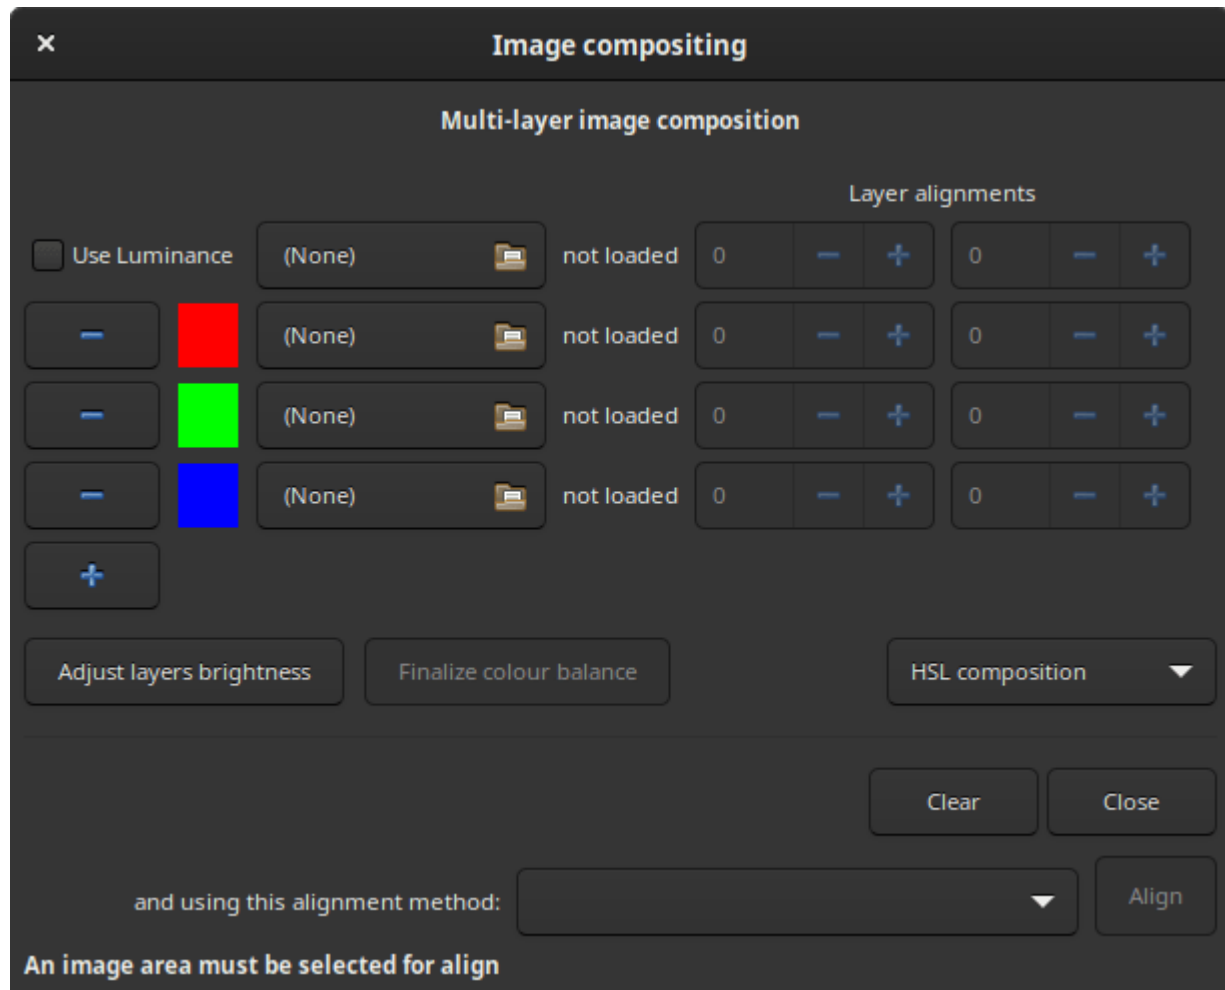 Image compositing
Multi-layer image composition
Layer alignments
Use Luminance (None) not loaded 0 0
(None) not loaded 0 0
(None) not loaded 0 0
(None) not loaded 0 0
Adjust layers brightness Finalize colour balance HSL composition
Clear Close
and using this alignment method: Align
An image area must be selected for align